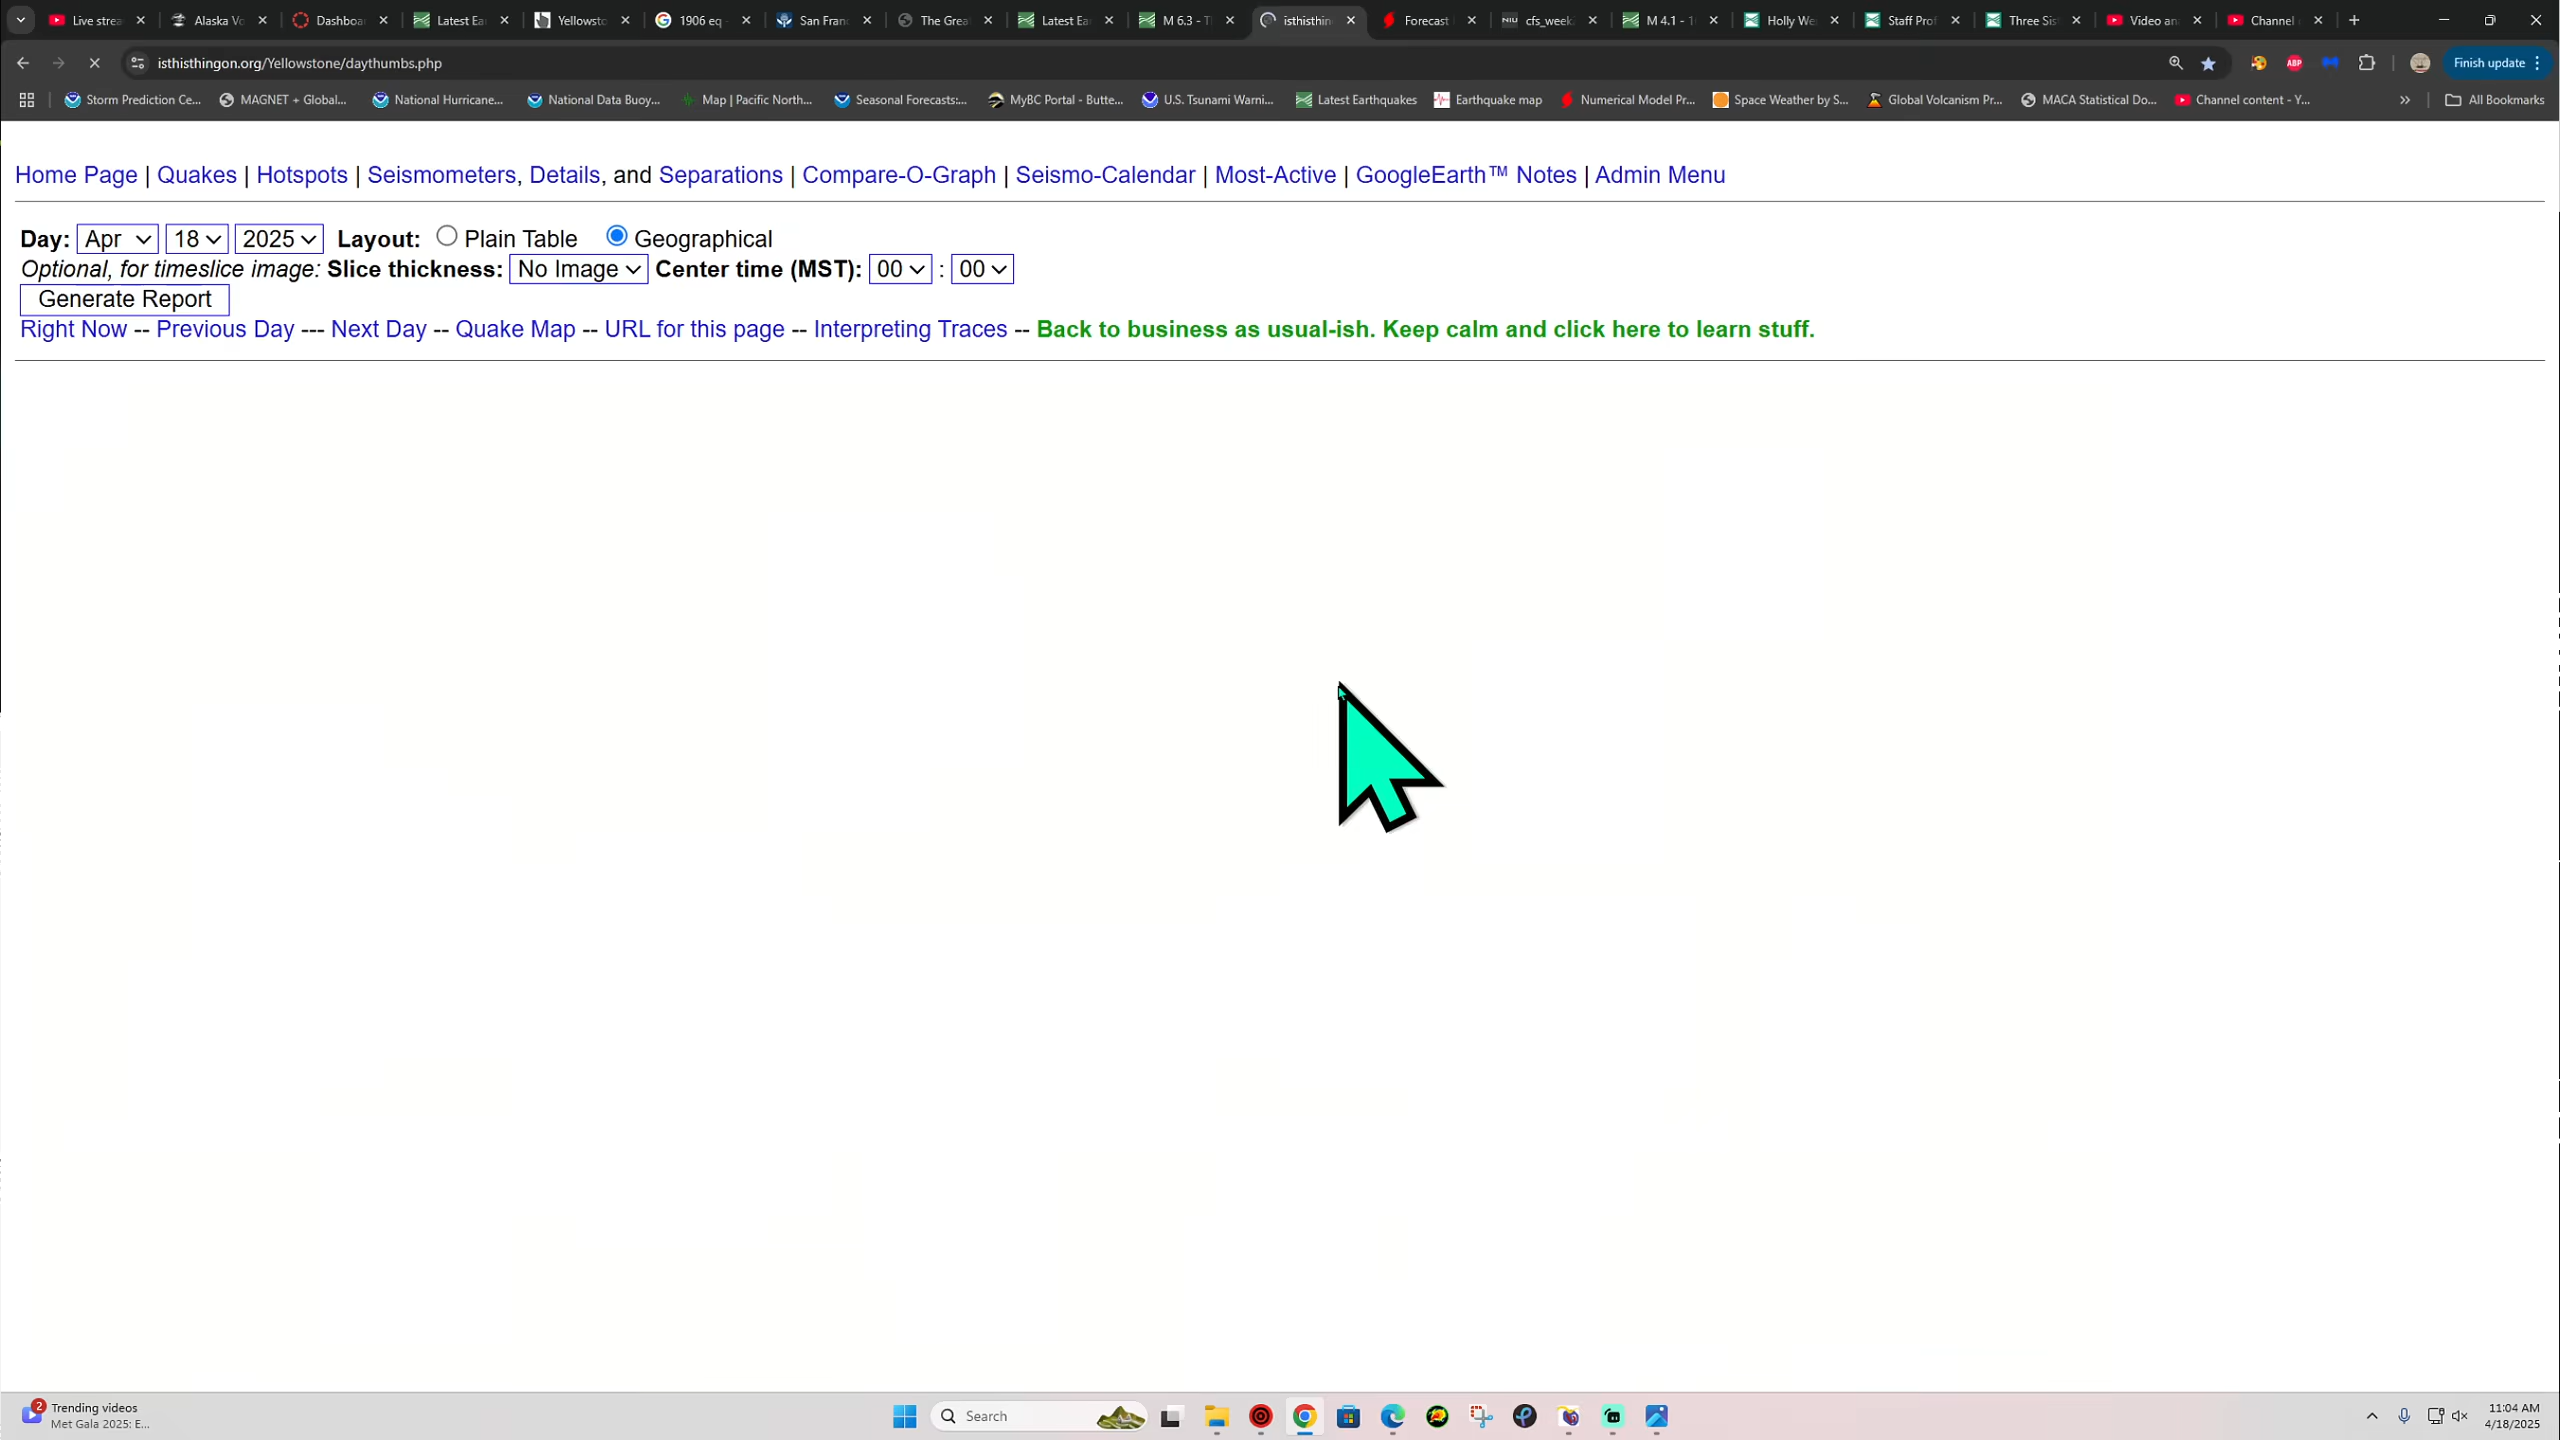 Live strea
Alaska Vo
Dashboa
Latest Ea
Yellowsto
1906 eq
San Franc
The Grea
Latest Ea
M 6.3 - T
isthisthin
Forecast
NIU cfs_week
M 4.1 - 1
Holly We
Staff Prof
Three Sis
Video an
Channel
isthisthingon.org/Yellowstone/daythumbs.php
ABP
Finish update
Storm Prediction Ce...
MAGNET + Global...
National Hurricane...
National Data Buoy...
Map | Pacific North...
Seasonal Forecasts:...
MyBC Portal - Butte...
U.S. Tsunami Warni...
Latest Earthquakes
Earthquake map
Numerical Model Pr...
Space Weather by S...
Global Volcanism Pr...
MACA Statistical Do...
Channel content - Y...
All Bookmarks
Home Page | Quakes | Hotspots | Seismometers, Details, and Separations | Compare-O-Graph | Seismo-Calendar | Most-Active | GoogleEarth™ Notes | Admin Menu
Day: Apr 18 2025 Layout: Plain Table Geographical
Optional, for timeslice image: Slice thickness: No Image Center time (MST): 00 : 00
Generate Report
Right Now -- Previous Day --- Next Day -- Quake Map -- URL for this page -- Interpreting Traces -- Back to business as usual-ish. Keep calm and click here to learn stuff.
2
Trending videos
Met Gala 2025: E...
Search
11:04 AM
4/18/2025